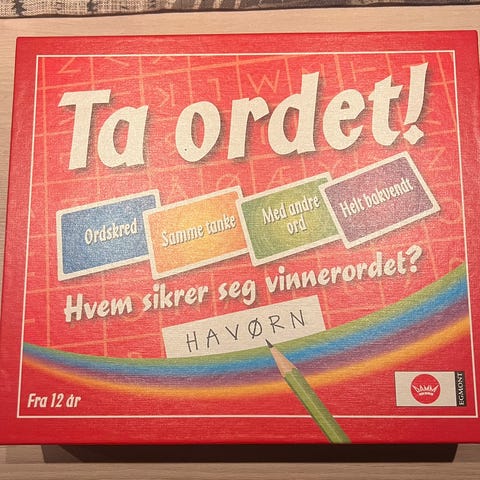 Ta ordet!
Ordskred
Samme tanke
Med andre
ord
Helt bakvendt
Hvem sikrer seg vinnerordet?
HAVØRN
Fra 12 år
DAMM
EGMONT